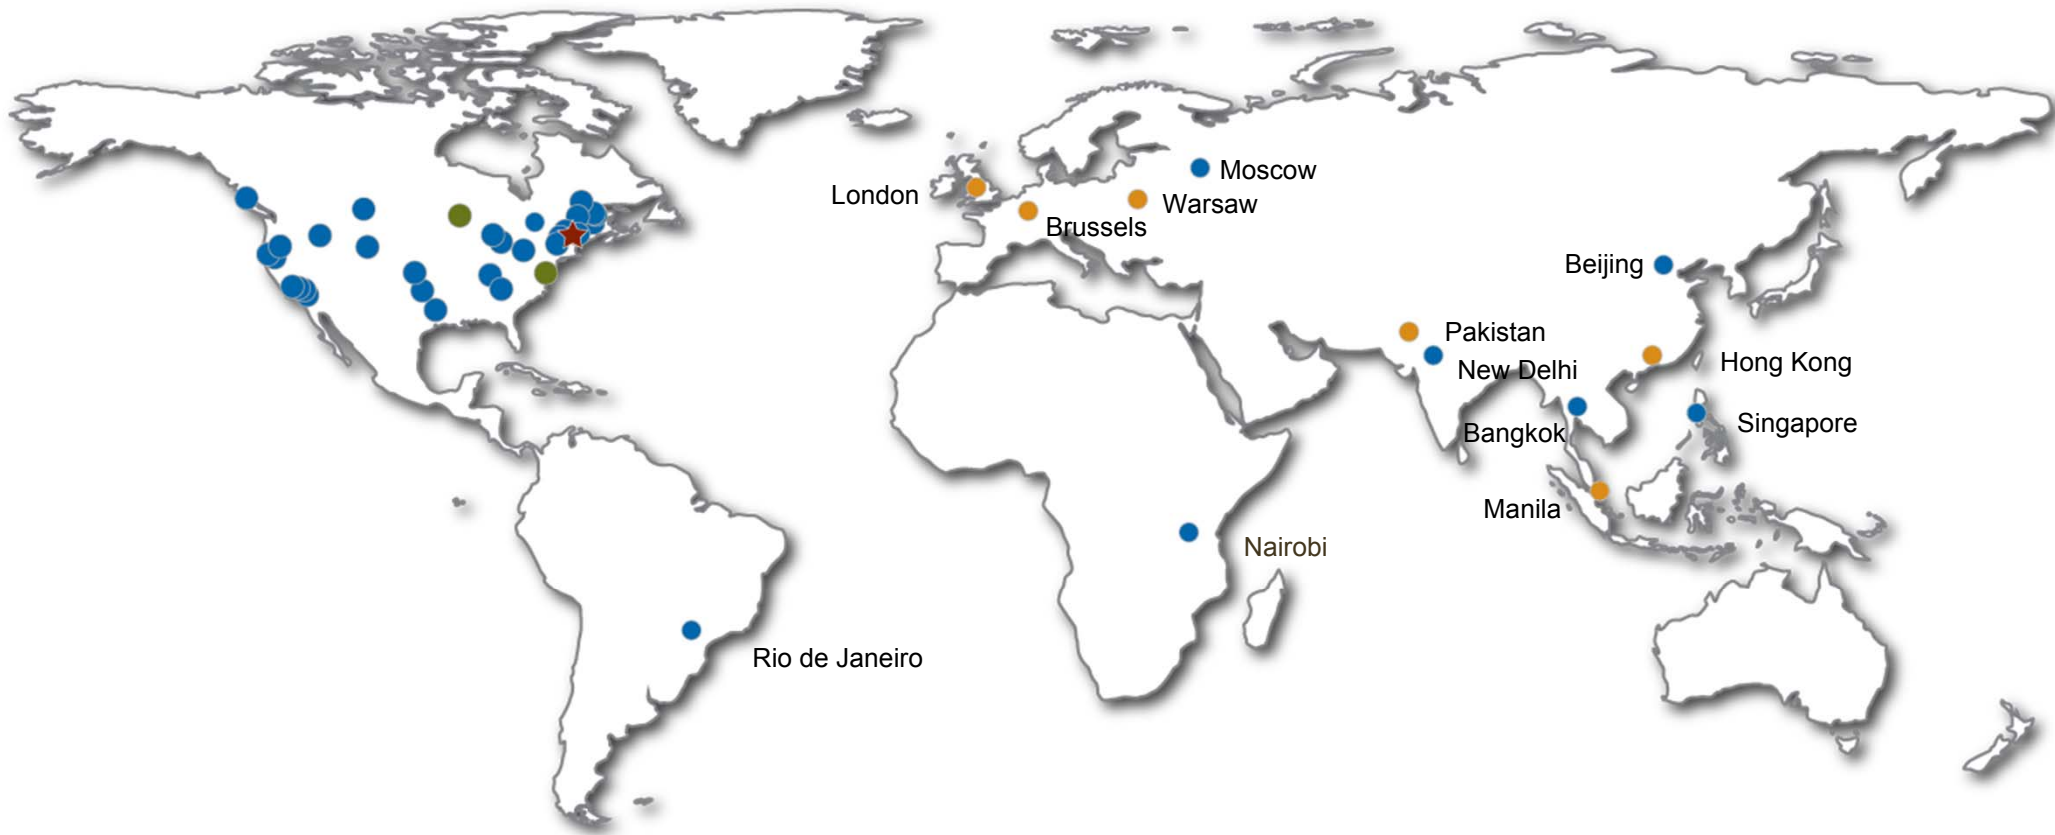 Moscow
London
Warsaw
Brussels
Beijing
Pakistan
Hong Kong
New Delhi
Singapore
Bangkok
Manila
Nairobi
Rio de Janeiro